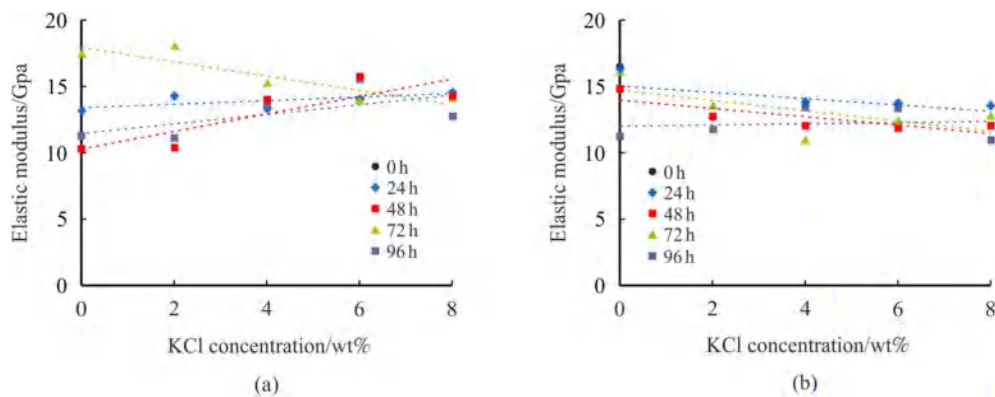 20
15
10
5
0
Elastic modulus/Gpa
0 h
24 h
48 h
72 h
96 h
0 2 4 6 8
KCl concentration/wt%
(a)
20
15
10
5
0
Elastic modulus/Gpa
0 h
24 h
48 h
72 h
96 h
0 2 4 6 8
KCl concentration/wt%
(b)